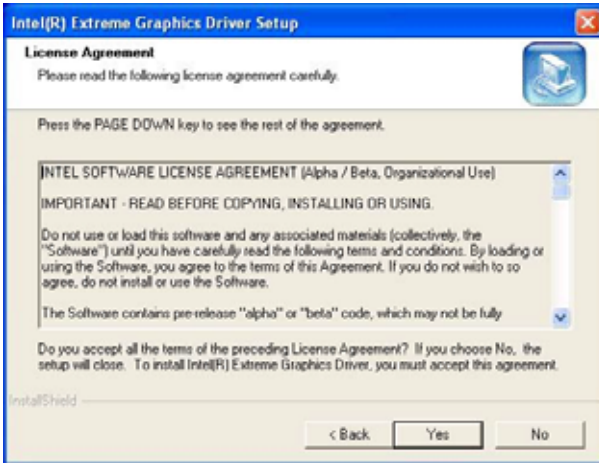 Intel(R) Extreme Graphics Driver Setup
License Agreement
Please read the following license agreement carefully.
Press the PAGE DOWN key to see the rest of the agreement.
INTEL SOFTWARE LICENSE AGREEMENT (Alpha / Beta, Organizational Use)
IMPORTANT - READ BEFORE COPYING, INSTALLING OR USING.
Do not use or load this software and any associated materials (collectively, the
"Software") until you have carefully read the following terms and conditions. By loading or
using the Software, you agree to the terms of this Agreement. If you do not wish to so
agree, do not install or use the Software.
The Software contains pre-release "alpha" or "beta" code, which may not be fully
Do you accept all the terms of the preceding License Agreement? If you choose No, the
setup will close. To install Intel(R) Extreme Graphics Driver, you must accept this agreement.
InstallShield
< Back Yes No